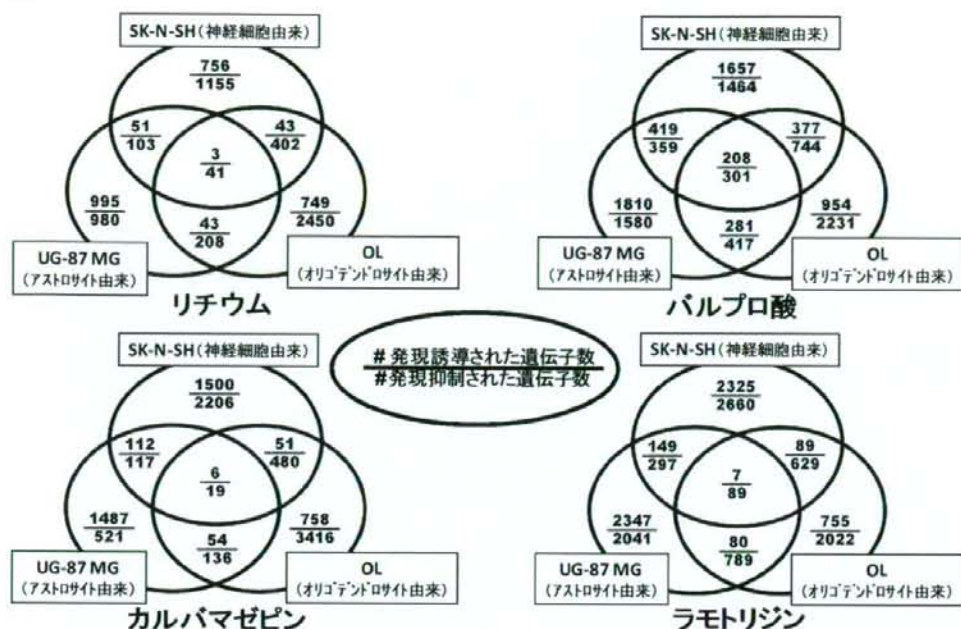 SK-N-SH(神経細胞由来)
756
1155
51
103
43
402
3
41
995
980
43
208
749
2450
UG-87 MG
(アストロサイト由来)
OL
(オリゴデンドロサイト由来)
リチウム
SK-N-SH(神経細胞由来)
1657
1464
419
359
377
744
208
301
1810
1580
281
417
954
2231
UG-87 MG
(アストロサイト由来)
OL
(オリゴデンドロサイト由来)
バルプロ酸
#発現誘導された遺伝子数
#発現抑制された遺伝子数
SK-N-SH(神経細胞由来)
1500
2206
112
117
51
480
6
19
1487
521
54
136
758
3416
UG-87 MG
(アストロサイト由来)
OL
(オリゴデンドロサイト由来)
カルバマゼピン
SK-N-SH(神経細胞由来)
2325
2660
149
297
89
629
7
89
2347
2041
80
789
755
2022
UG-87 MG
(アストロサイト由来)
OL
(オリゴデンドロサイト由来)
ラモトリジン